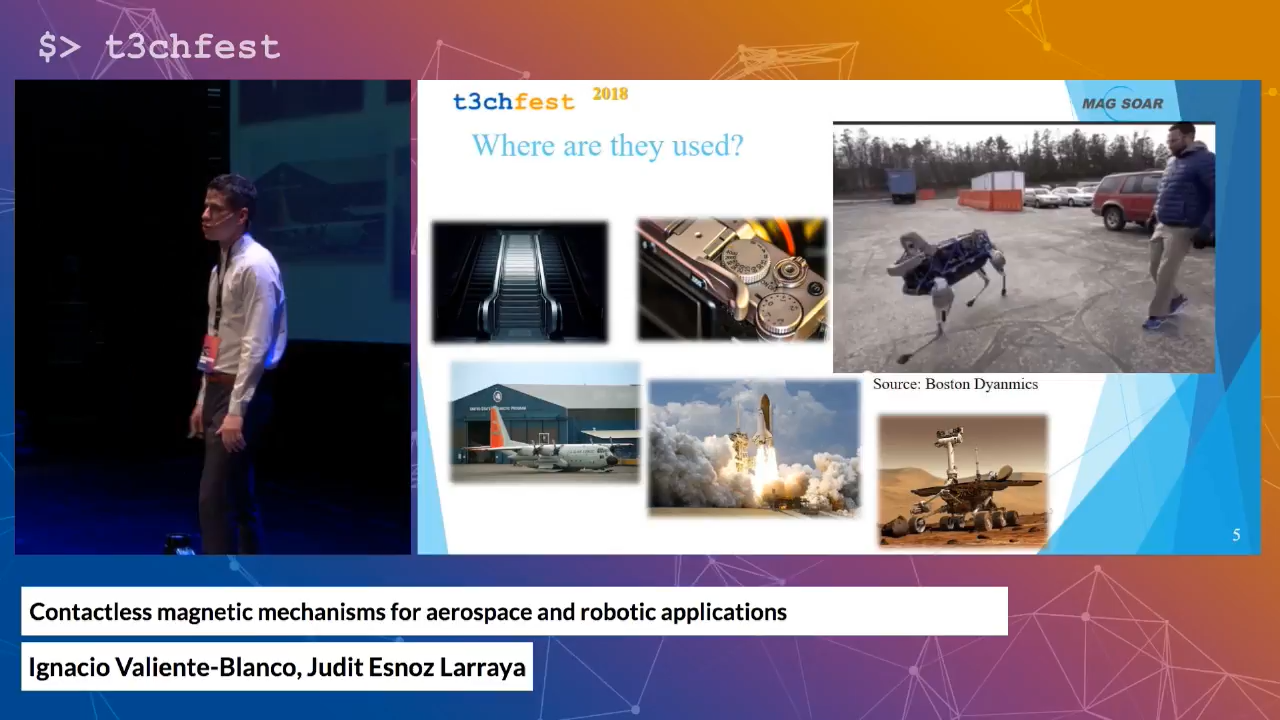 $> t3chfest
t3chfest 2018
MAG SOAR
Where are they used?
Source: Boston Dyanmics
5
Contactless magnetic mechanisms for aerospace and robotic applications
Ignacio Valiente-Blanco, Judit Esnoz Larraya